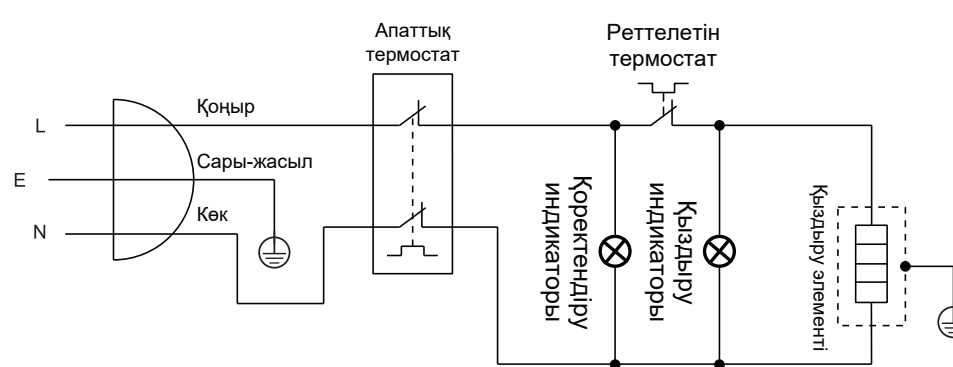 Апаттық
термостат
Реттелетін
термостат
L
Қоңыр
E
Сары-жасыл
N
Көк
Қоректендіру
индикаторы
Қыздыру
индикаторы
Қыздыру элементі